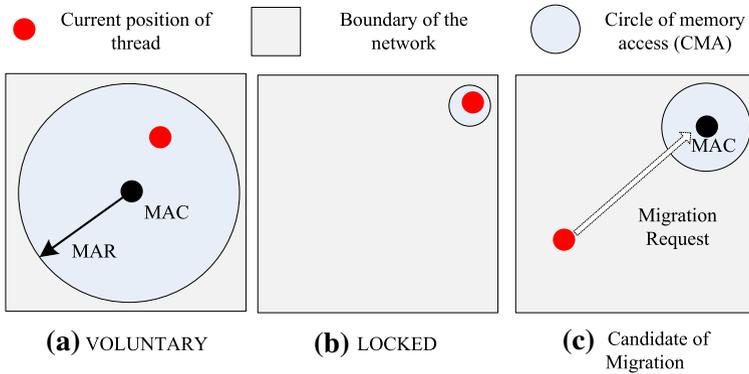 Current position of
thread
Boundary of the
network
Circle of memory
access (CMA)
MAC
MAR
MAC
Migration
Request
(a) VOLUNTARY
(b) LOCKED
(c) Candidate of
Migration